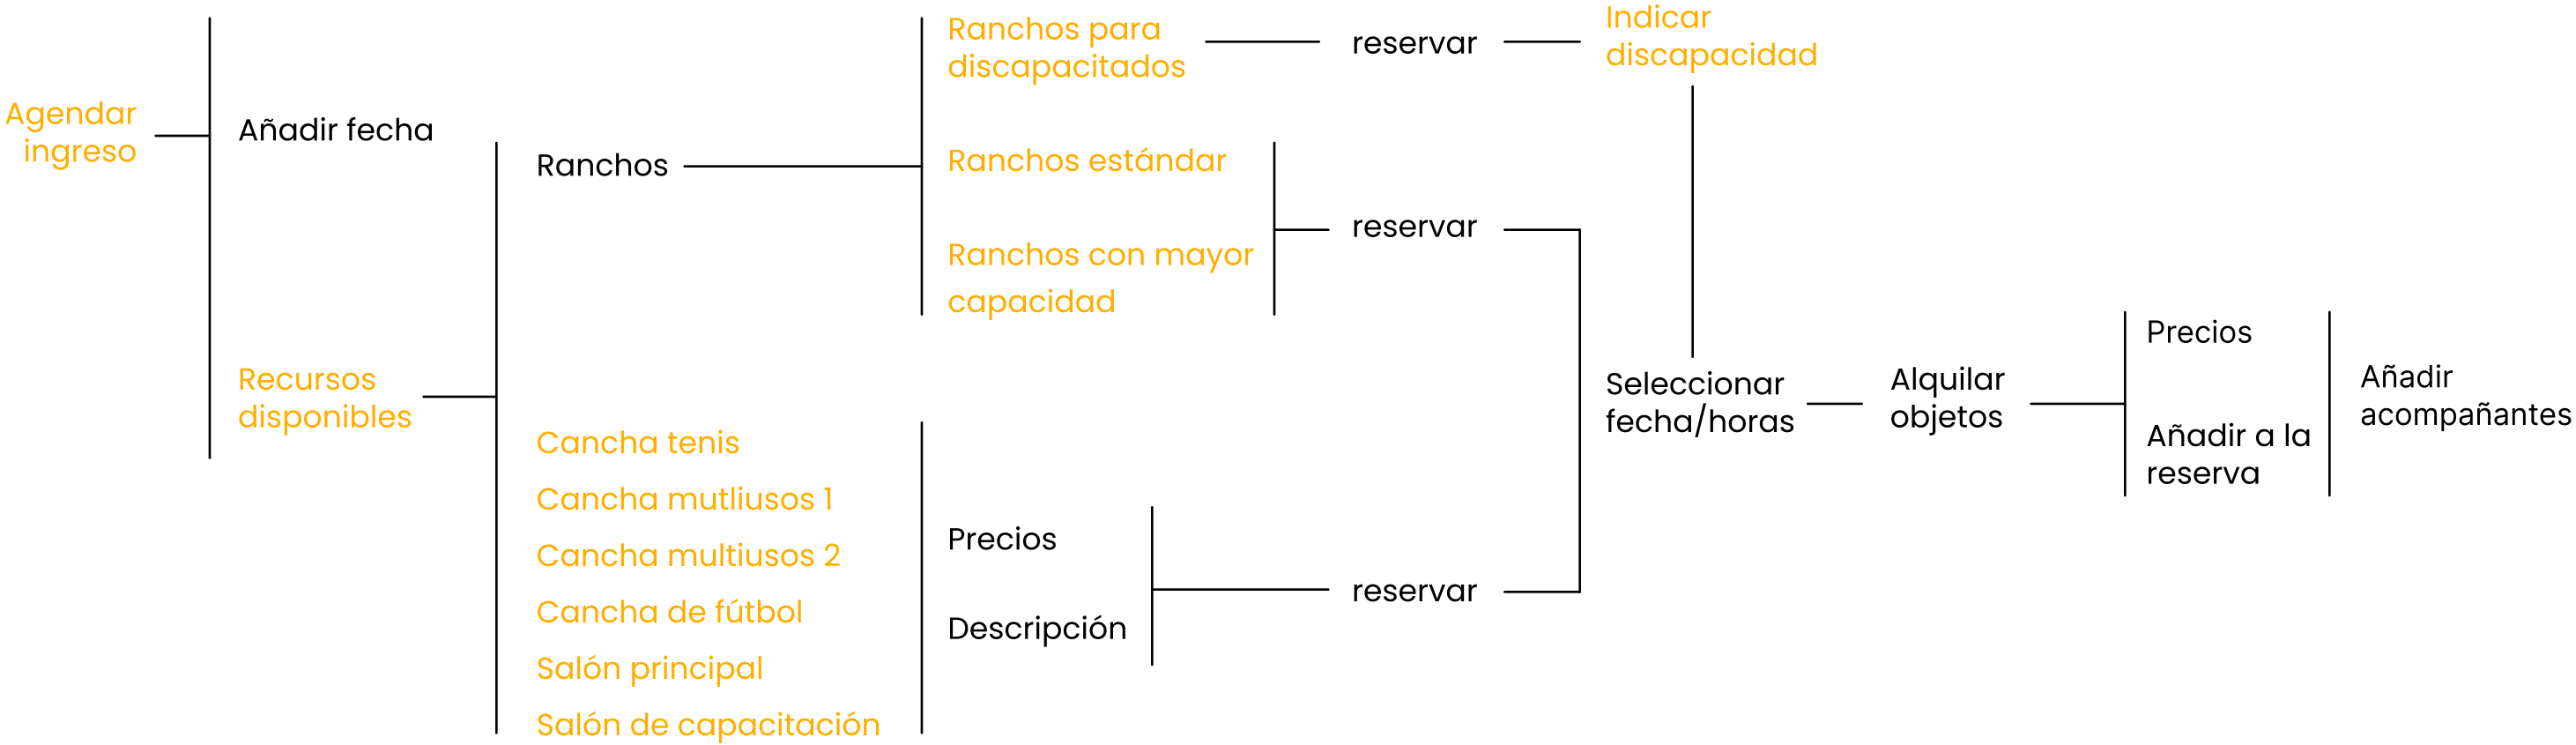 Agendar
ingreso
Añadir fecha
Recursos
disponibles
Ranchos
Cancha tenis
Cancha mutliusos 1
Cancha multiusos 2
Cancha de fútbol
Salón principal
Salón de capacitación
Ranchos para
discapacitados
Ranchos estándar
Ranchos con mayor
capacidad
Precios
Descripción
reservar
reservar
reservar
Indicar
discapacidad
Seleccionar
fecha/horas
Alquilar
objetos
Precios
Añadir a la
reserva
Añadir
acompañantes